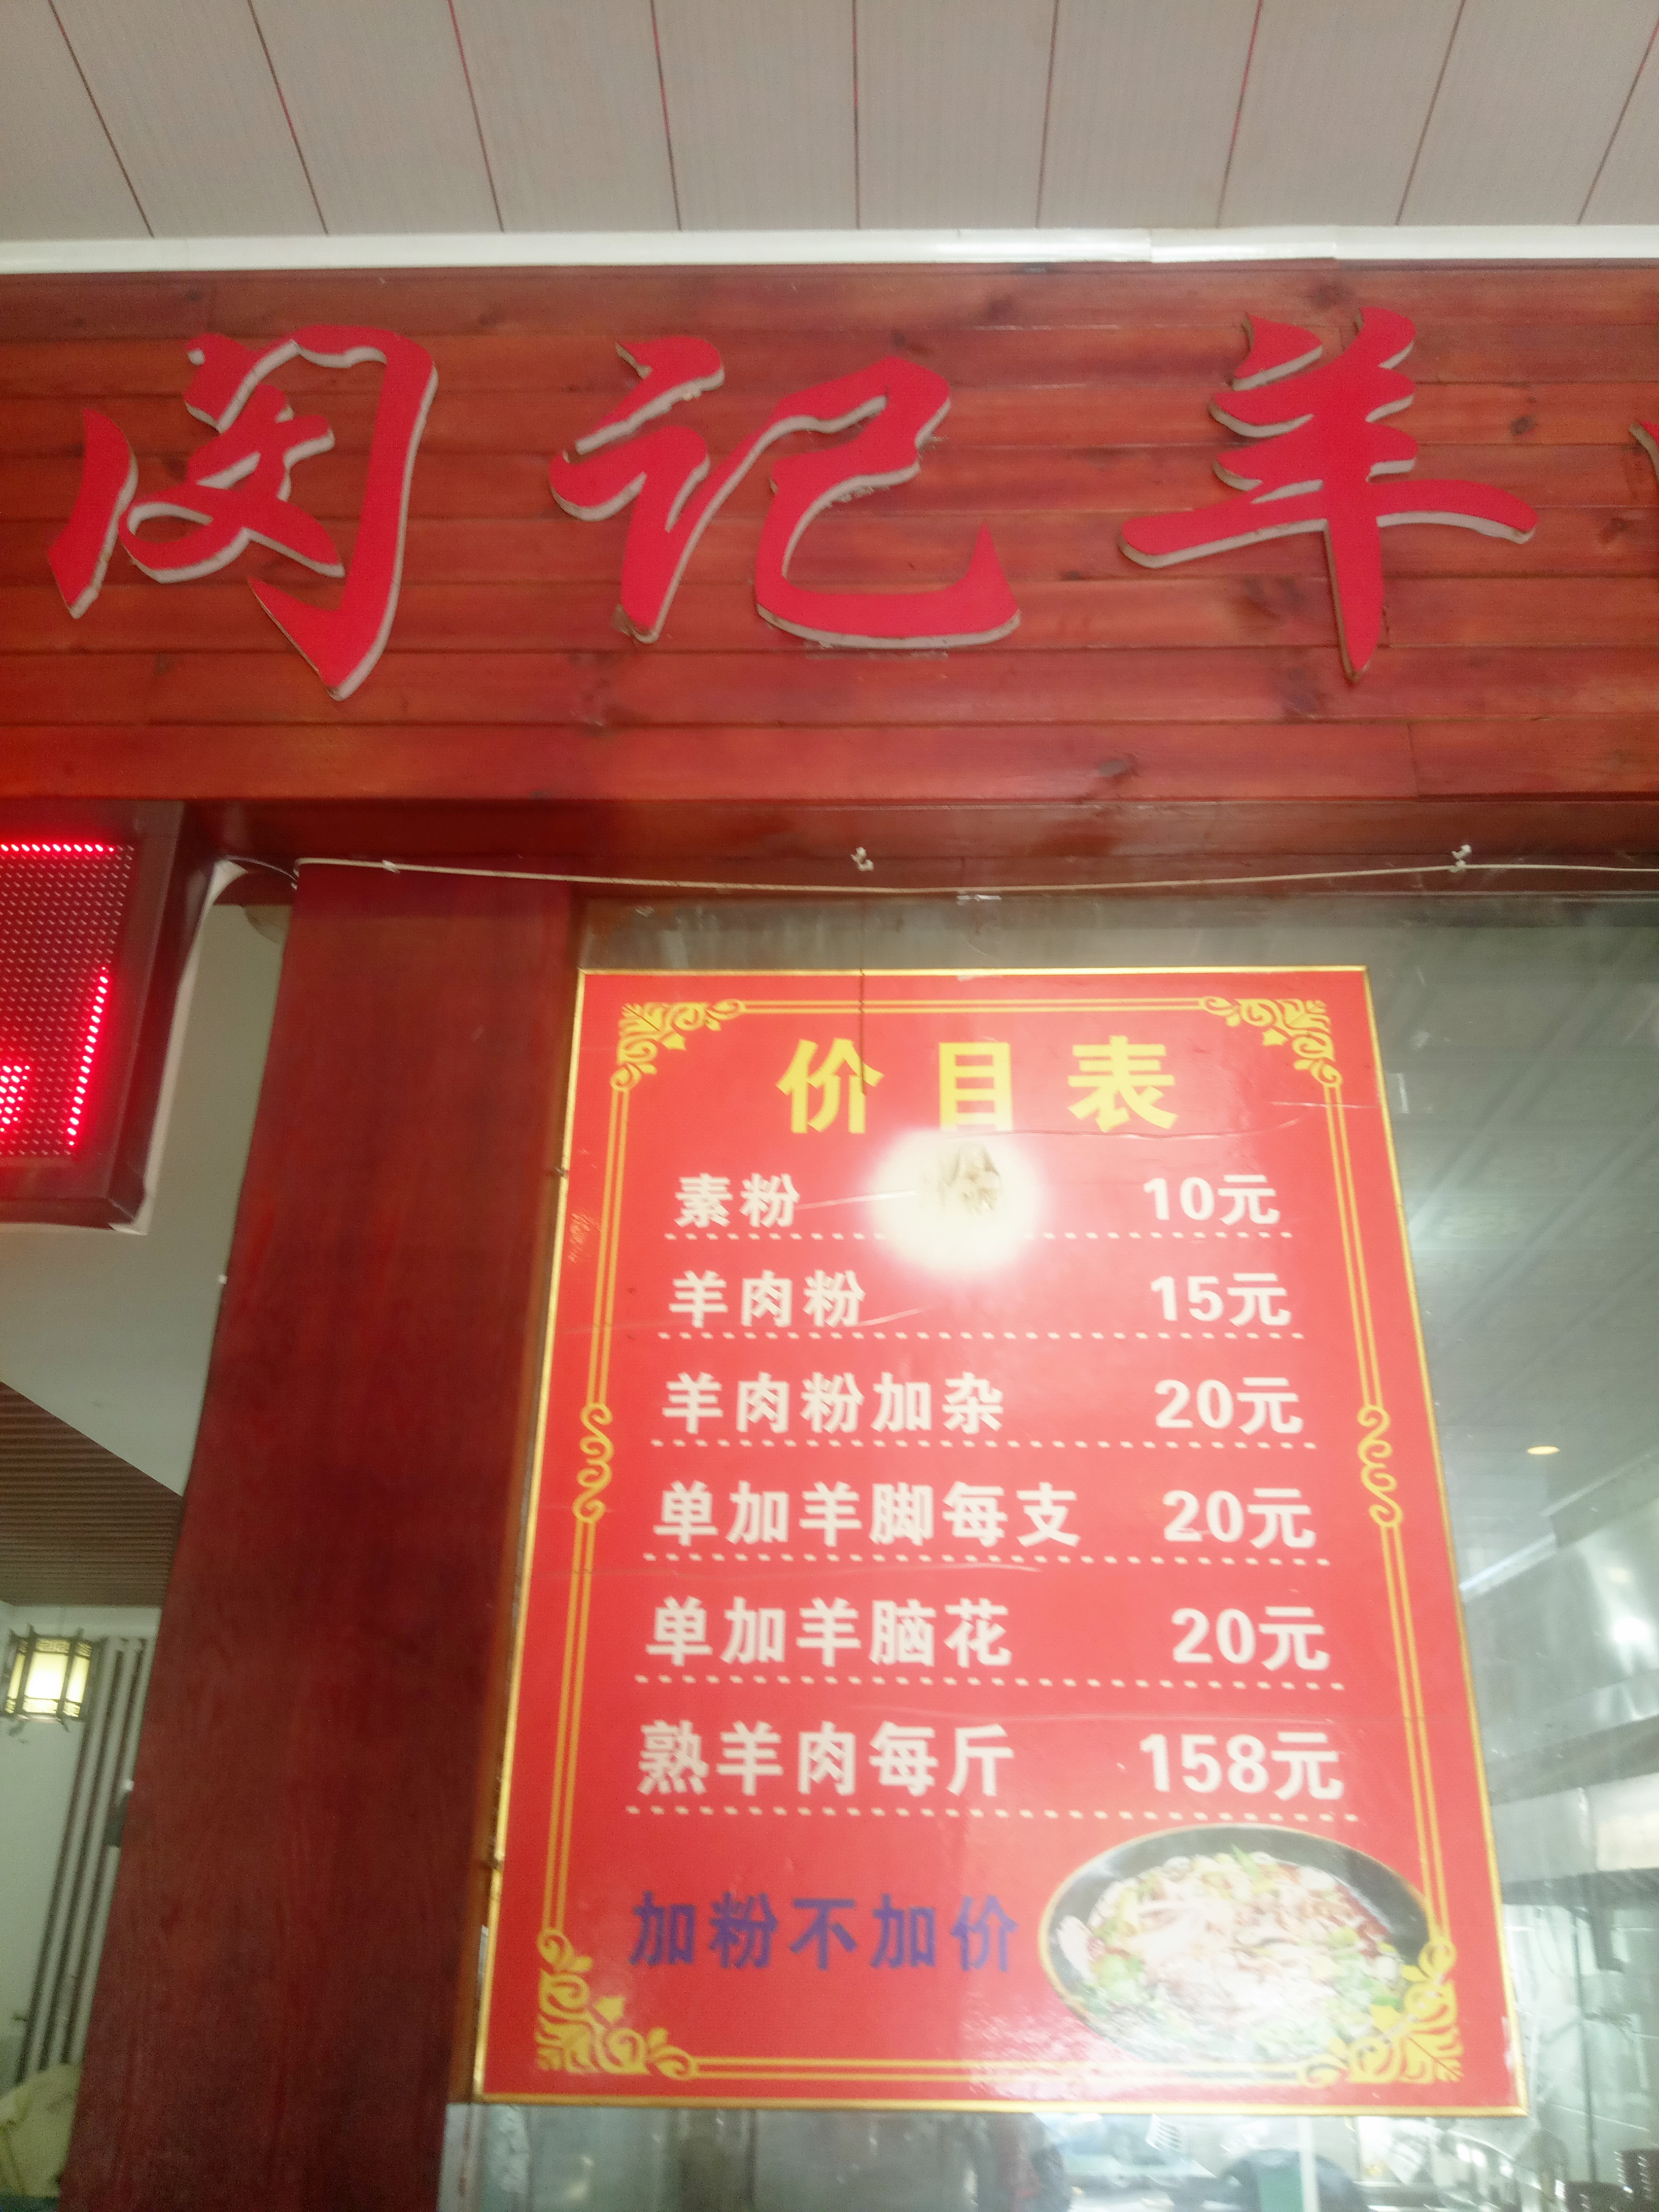 闵记羊
价目表
素粉 10元
羊肉粉 15元
羊肉粉加杂 20元
单加羊脚每支 20元
单加羊脑花 20元
熟羊肉每斤 158元
加粉不加价